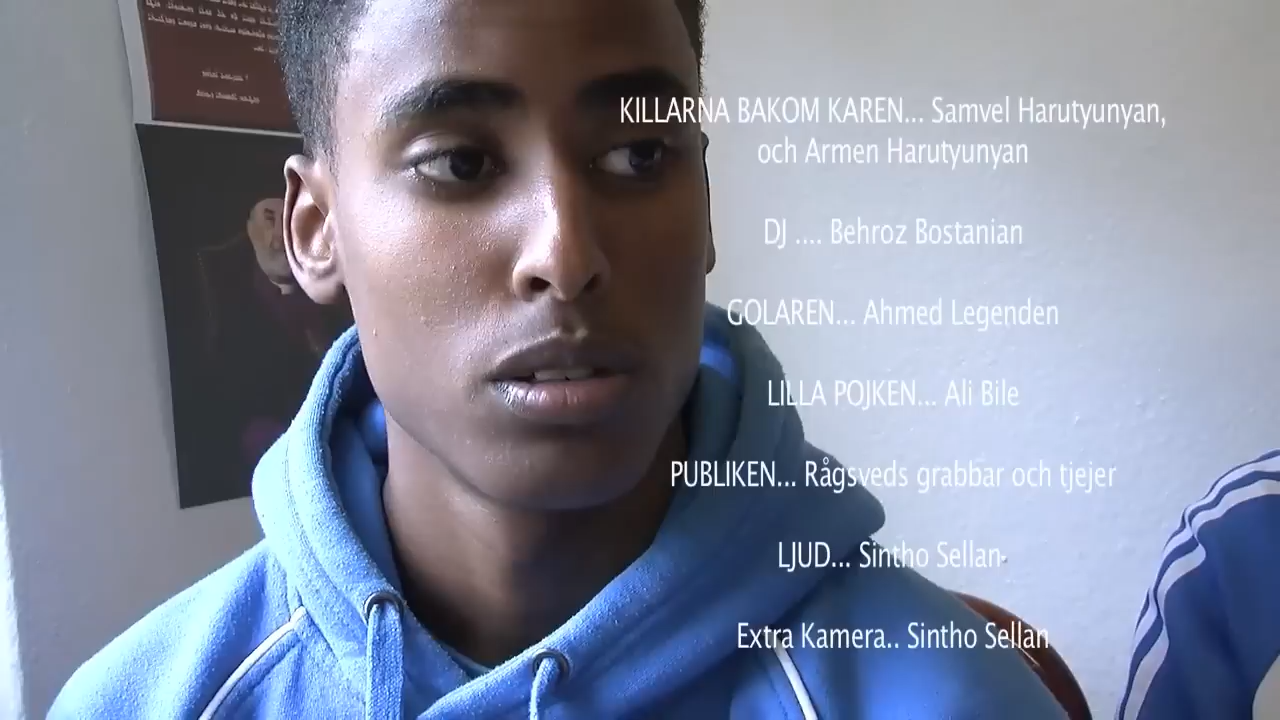 KILLARNA BAKOM KAREN... Samvel Harutyunyan,
och Armen Harutyunyan
DJ .... Behroz Bostanian
GOLAREN... Ahmed Legenden
LILLA POJKEN... Ali Bile
PUBLIKEN... Rågsveds grabbar och tjejer
LJUD... Sintho Sellan
Extra Kamera.. Sintho Sellan